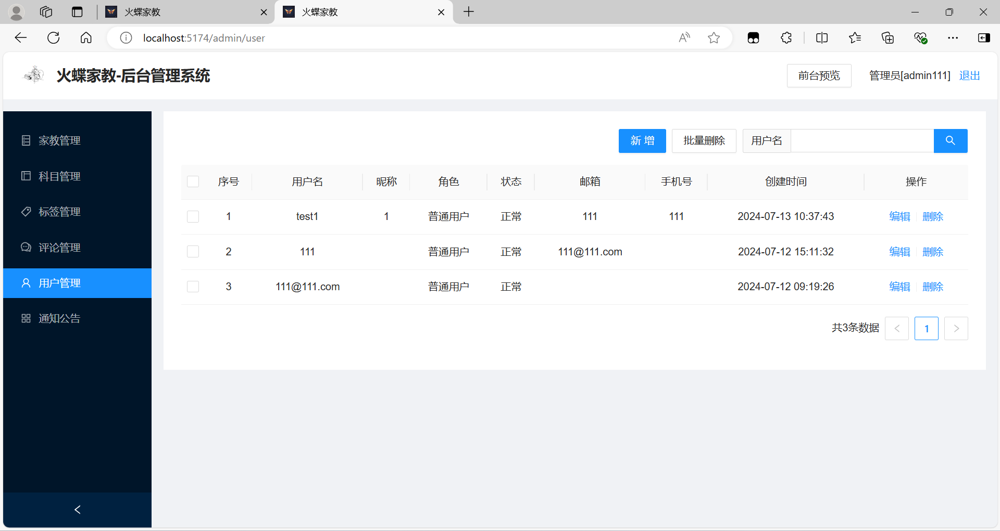 火蝶家教
火蝶家教
localhost:5174/admin/user
火蝶家教-后台管理系统
前台预览
管理员[admin111]
退出
家教管理
科目管理
标签管理
评论管理
用户管理
通知公告
新 增
批量删除
用户名
序号 用户名 昵称 角色 状态 邮箱 手机号 创建时间 操作
1 test1 1 普通用户 正常 111 111 2024-07-13 10:37:43 编辑 删除
2 111 普通用户 正常 111@111.com 2024-07-12 15:11:32 编辑 删除
3 111@111.com 普通用户 正常 2024-07-12 09:19:26 编辑 删除
共3条数据 < 1 >